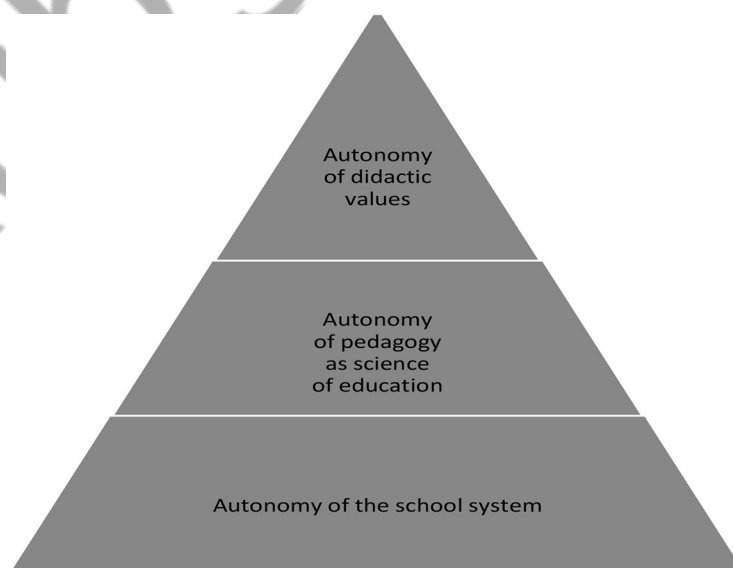 Autonomy
of didactic
values
Autonomy
of pedagogy
as science
of education
Autonomy of the school system